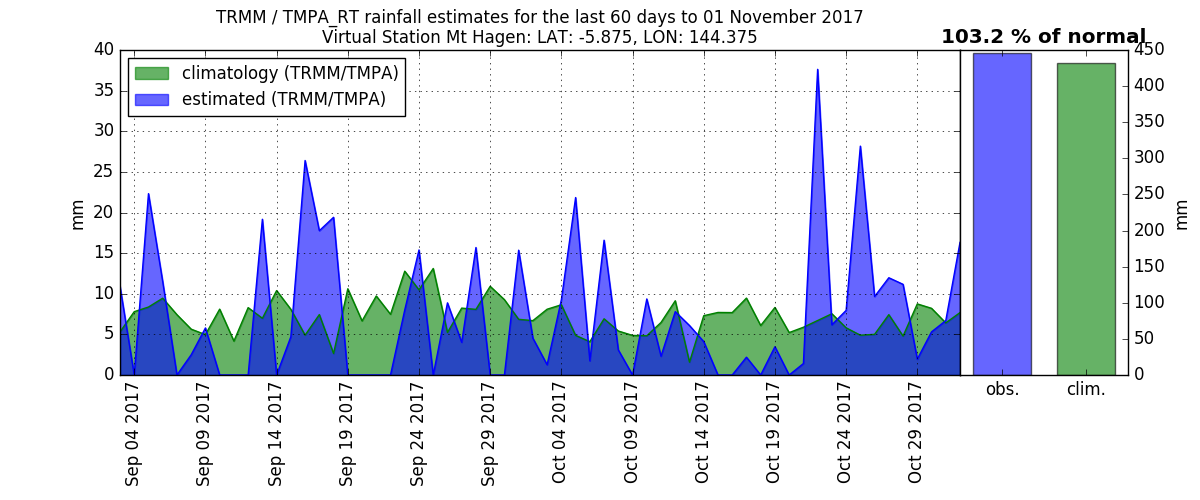 TRMM / TMPA_RT rainfall estimates for the last 60 days to 01 November 2017
Virtual Station Mt Hagen: LAT: -5.875, LON: 144.375
103.2 % of normal
climatology (TRMM/TMPA)
estimated (TRMM/TMPA)
40
35
30
25
20
15
10
5
0
mm
Sep 04 2017
Sep 09 2017
Sep 14 2017
Sep 19 2017
Sep 24 2017
Sep 29 2017
Oct 04 2017
Oct 09 2017
Oct 14 2017
Oct 19 2017
Oct 24 2017
Oct 29 2017
obs.
clim.
450
400
350
300
250
200
150
100
50
0
mm